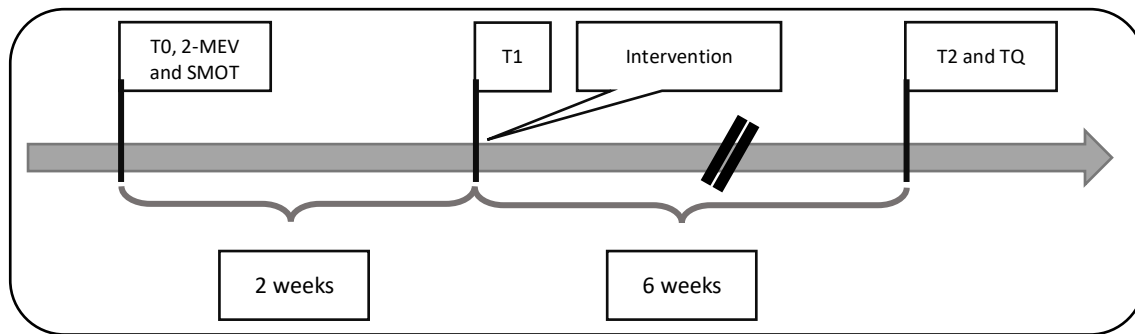 T0, 2-MEV
and SMOT
T1
Intervention
T2 and TQ
2 weeks
6 weeks